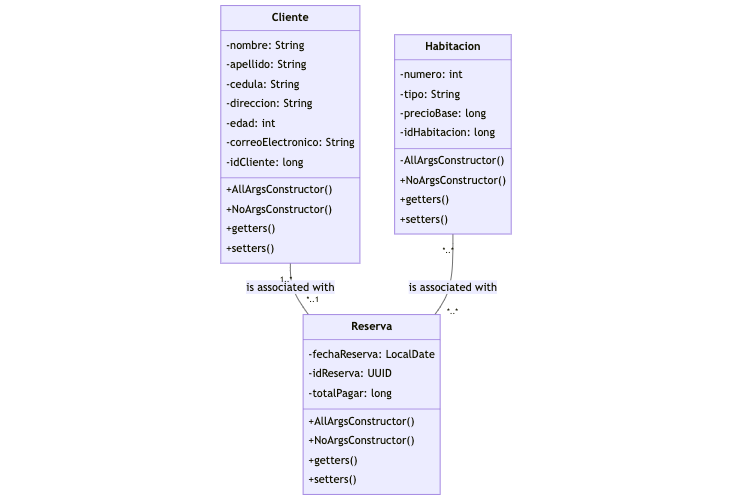 Cliente
-nombre: String
-apellido: String
-cedula: String
-direccion: String
-edad: int
-correoElectronico: String
-idCliente: long
+AllArgsConstructor()
+NoArgsConstructor()
+getters()
+setters()
Habitacion
-numero: int
-tipo: String
-precioBase: long
-idHabitacion: long
-AllArgsConstructor()
+NoArgsConstructor()
+getters()
+setters()
1..*
is associated with
*..1
*..*
is associated with
*..*
Reserva
-fechaReserva: LocalDate
-idReserva: UUID
-totalPagar: long
+AllArgsConstructor()
+NoArgsConstructor()
+getters()
+setters()